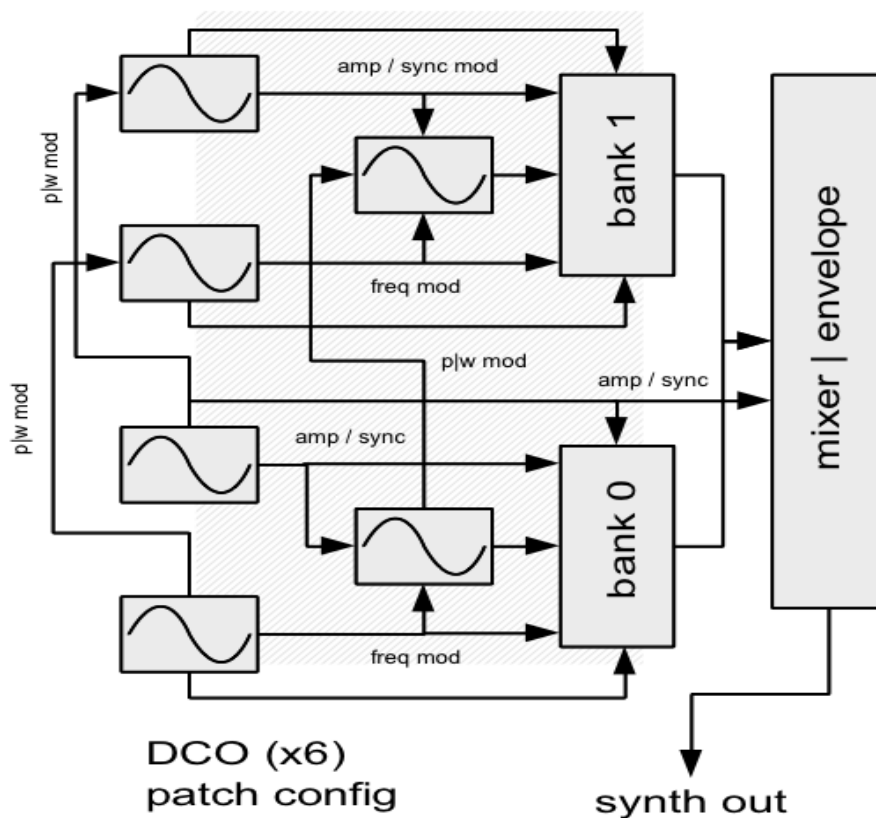 amp / sync mod
p|w mod
bank 1
freq mod
mixer | envelope
p|w mod
amp / sync
p|w mod
amp / sync
bank 0
freq mod
DCO (x6)
patch config
synth out